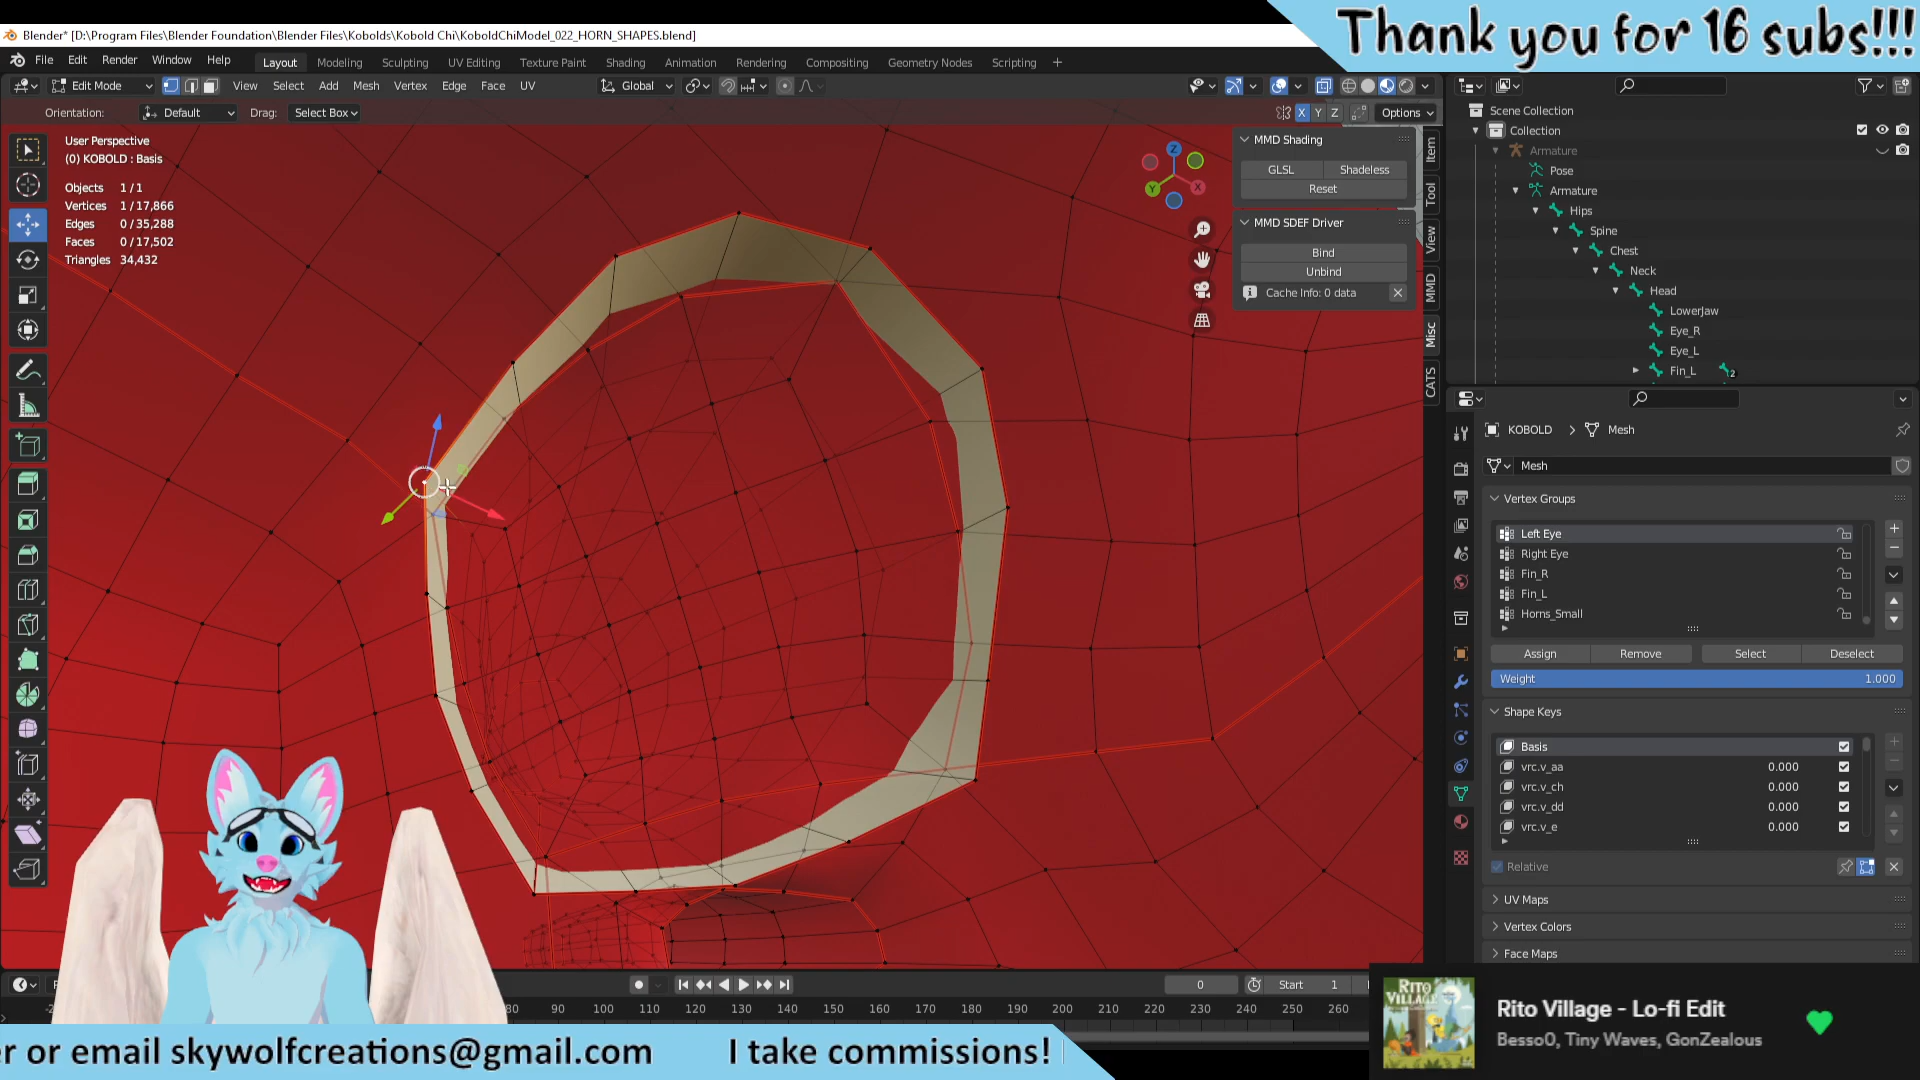 Thank you for 16 subs!!!
Blender* [D:\Program Files\Blender Foundation\Blender Files\Kobolds\Kobold Chi\KoboldChiModel_022_HORN_SHAPES.blend]
File Edit Render Window Help Layout Modeling Sculpting UV Editing Texture Paint Shading Animation Rendering Compositing Geometry Nodes Scripting +
Edit Mode View Select Add Mesh Vertex Edge Face UV Global
Orientation: Default Drag: Select Box X Y Z Options
User Perspective
(0) KOBOLD : Basis
Objects 1 / 1
Vertices 1 / 17,866
Edges 0 / 35,288
Faces 0 / 17,502
Triangles 34,432
Z
Y X
MMD Shading
GLSL Shadeless
Reset
MMD SDEF Driver
Bind
Unbind
Cache Info: 0 data
Item
Tool
View
MMD
Misc
CATS
Scene Collection
Collection
Armature
Pose
Armature
Hips
Spine
Chest
Neck
Head
LowerJaw
Eye_R
Eye_L
Fin_L 2
KOBOLD > Mesh
Mesh
Vertex Groups
Left Eye
Right Eye
Fin_R
Fin_L
Horns_Small
Assign Remove Select Deselect
Weight 1.000
Shape Keys
Basis
vrc.v_aa 0.000
vrc.v_ch 0.000
vrc.v_dd 0.000
vrc.v_e 0.000
Relative
UV Maps
Vertex Colors
Face Maps
0 Start 1
80 90 100 110 120 130 140 150 160 170 180 190 200 210 220 230 240 250 260
er or email skywolfcreations@gmail.com I take commissions!
RITO VILLAGE
Rito Village - Lo-fi Edit
Besso0, Tiny Waves, GonZealous